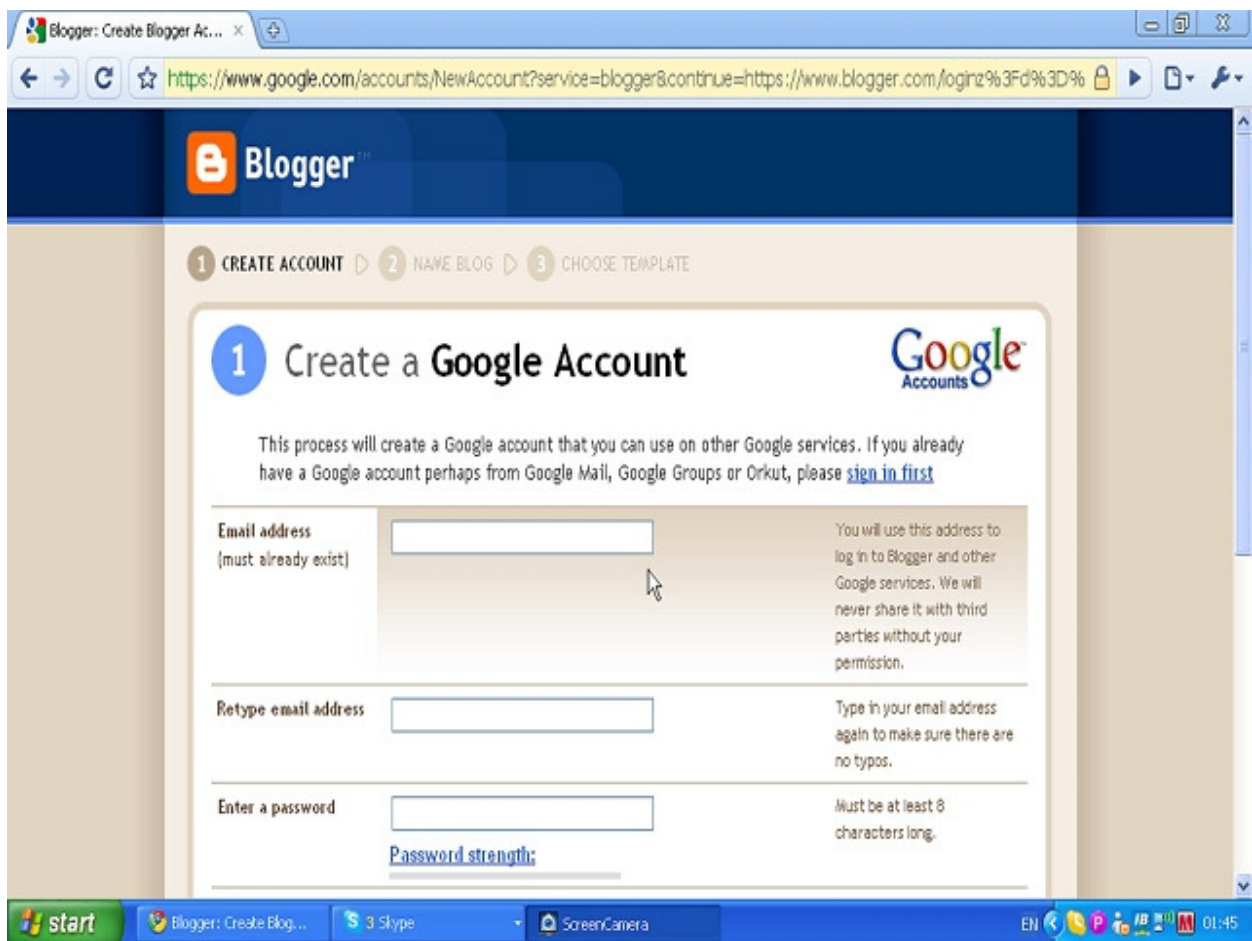 Blogger: Create Blogger Ac...
https://www.google.com/accounts/NewAccount?service=blogger&continue=https://www.blogger.com/loginz%3Fd%3D%
Blogger™
1 CREATE ACCOUNT 2 NAME BLOG 3 CHOOSE TEMPLATE
1 Create a Google Account
Google™
Accounts
This process will create a Google account that you can use on other Google services. If you already
have a Google account perhaps from Google Mail, Google Groups or Orkut, please sign in first
Email address
(must already exist)
You will use this address to
log in to Blogger and other
Google services. We will
never share it with third
parties without your
permission.
Retype email address
Type in your email address
again to make sure there are
no typos.
Enter a password
Must be at least 8
characters long.
Password strength:
start Blogger: Create Blog... 3 Skype ScreenCamera EN 01:45